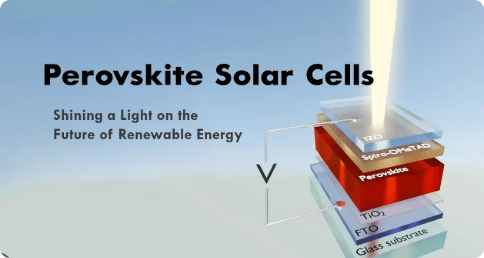 Perovskite Solar Cells
Shining a Light on the
Future of Renewable Energy
IZO
Spiro-OMeTAD
Perovskite
V
TiO₂
FTO
Glass substrate